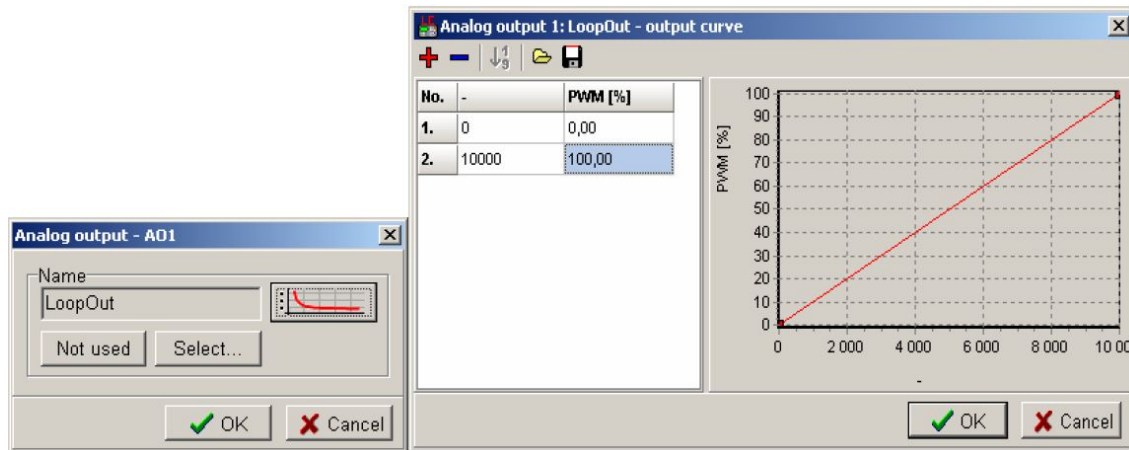 Analog output - AO1
Name
LoopOut
Not used
Select...
OK
Cancel
Analog output 1: LoopOut - output curve
No. - PWM [%]
1. 0 0,00
2. 10000 100,00
PWM [%]
100
90
80
70
60
50
40
30
20
10
0
0 2 000 4 000 6 000 8 000 10 00
-
OK
Cancel